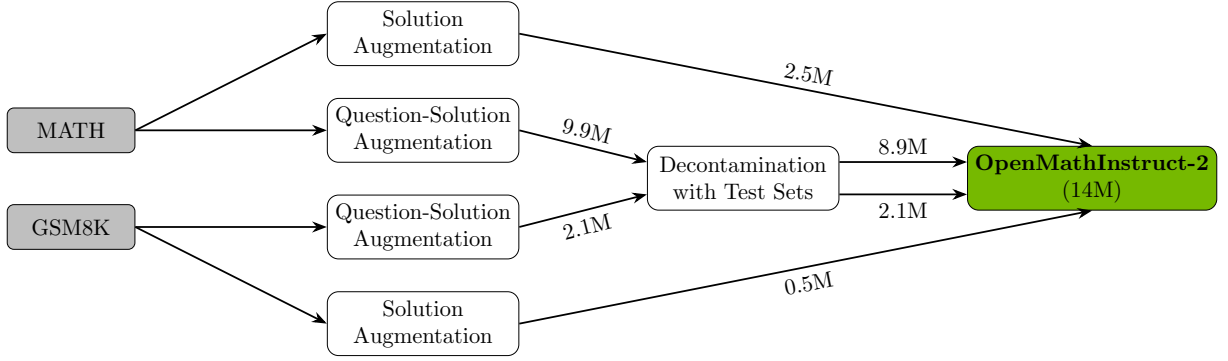 Solution
Augmentation
2.5M
MATH
Question-Solution
Augmentation
9.9M
Decontamination
with Test Sets
8.9M
2.1M
OpenMathInstruct-2
(14M)
GSM8K
Question-Solution
Augmentation
2.1M
Solution
Augmentation
0.5M